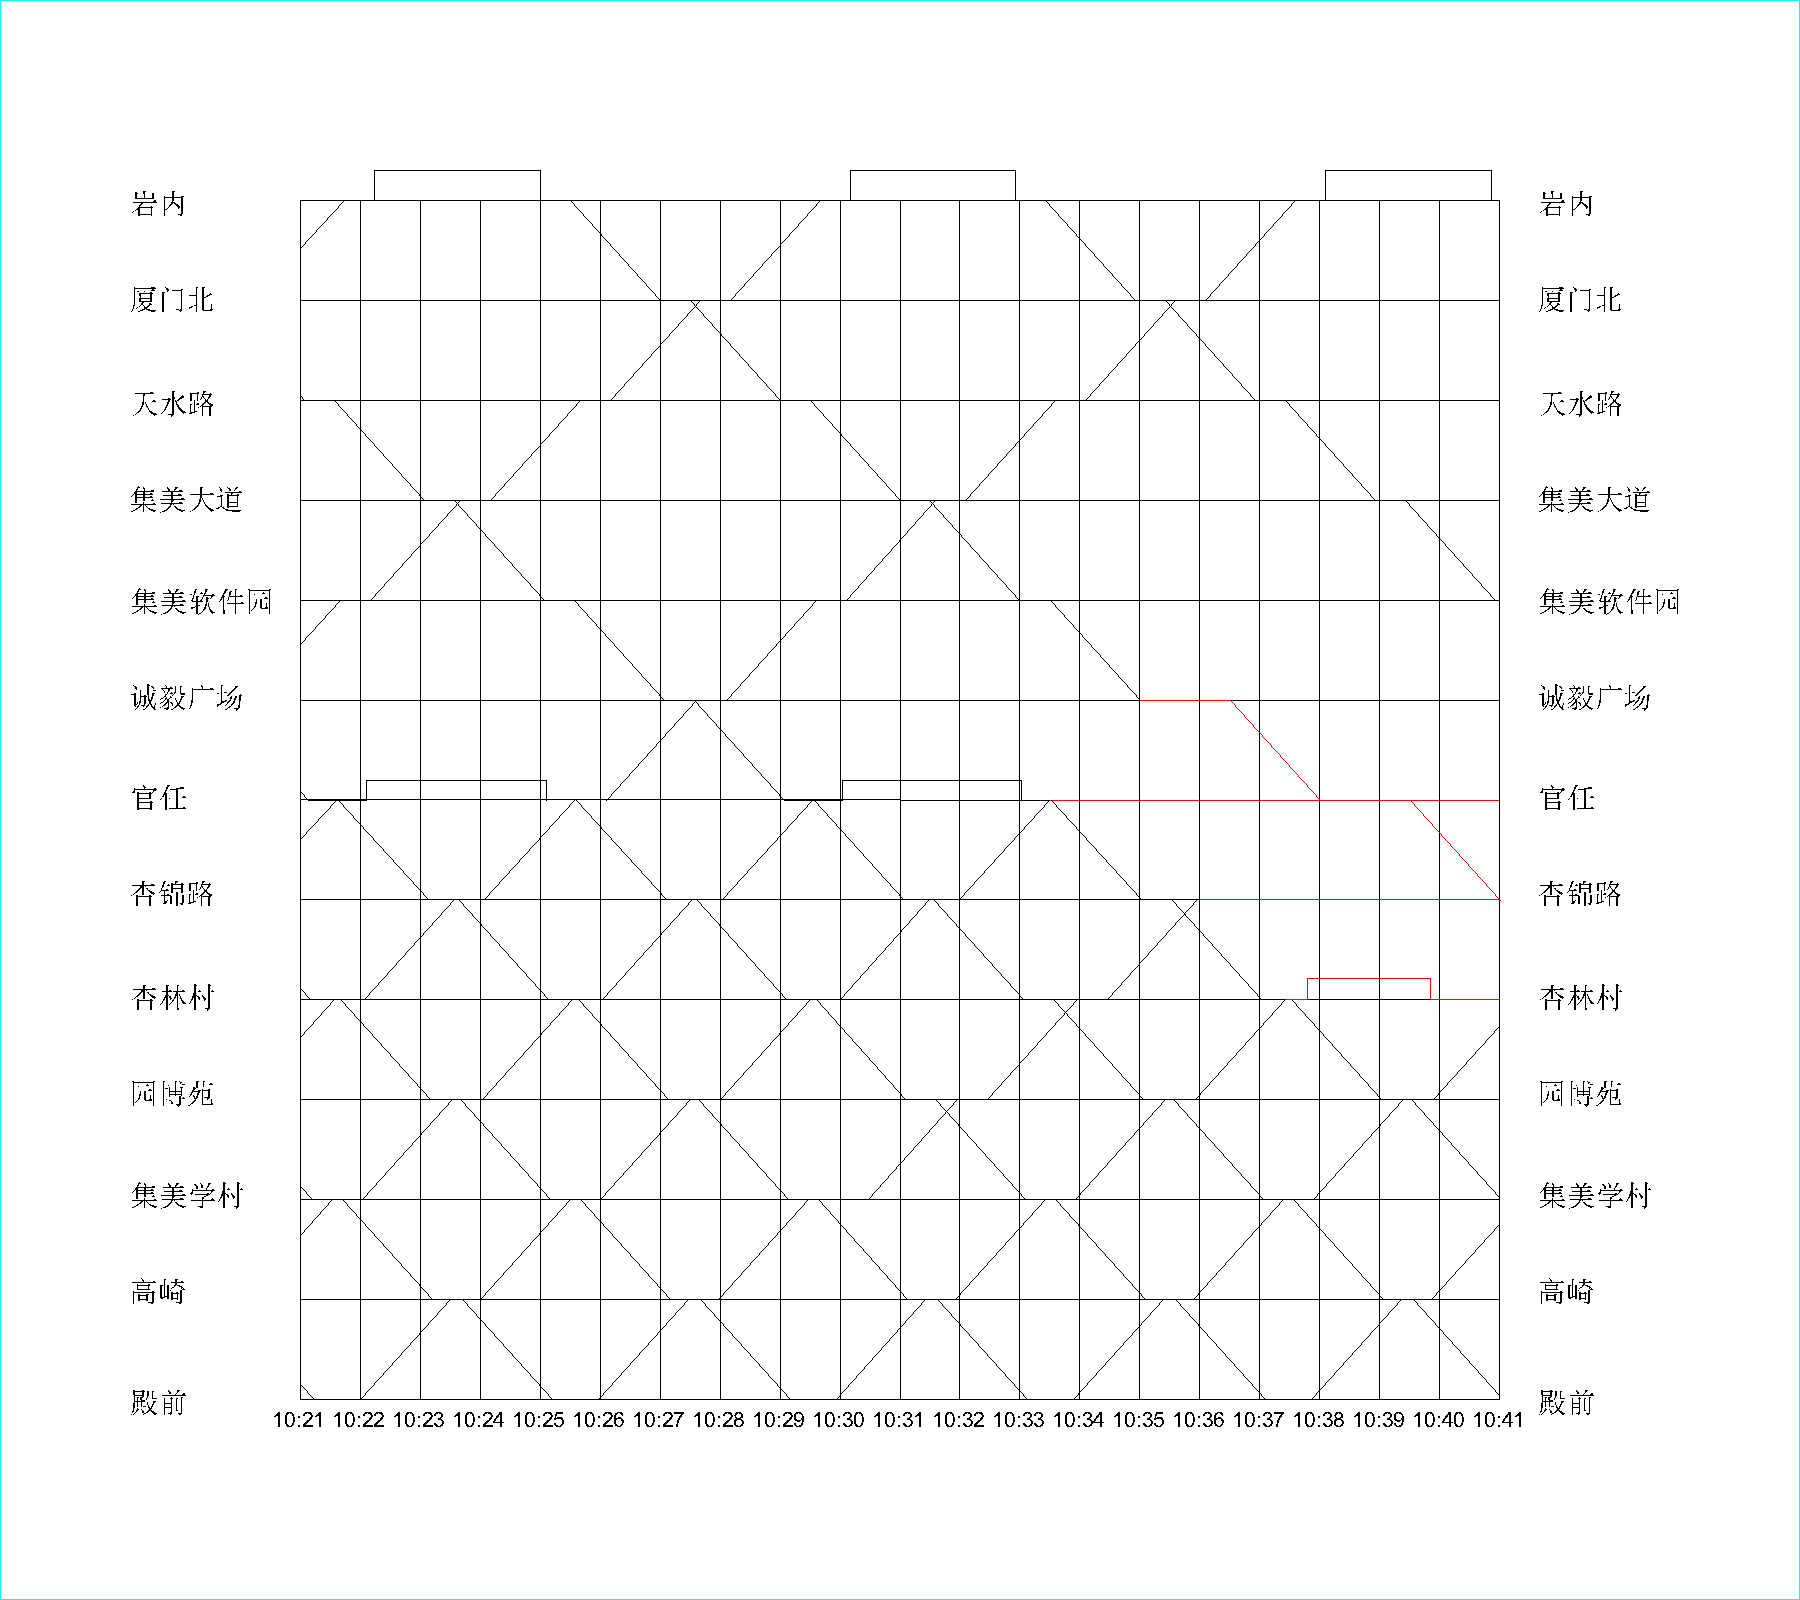 岩内 岩内
厦门北 厦门北
天水路 天水路
集美大道 集美大道
集美软件园 集美软件园
诚毅广场 诚毅广场
官任 官任
杏锦路 杏锦路
杏林村 杏林村
园博苑 园博苑
集美学村 集美学村
高崎 高崎
殿前 殿前
10:21 10:22 10:23 10:24 10:25 10:26 10:27 10:28 10:29 10:30 10:31 10:32 10:33 10:34 10:35 10:36 10:37 10:38 10:39 10:40 10:41